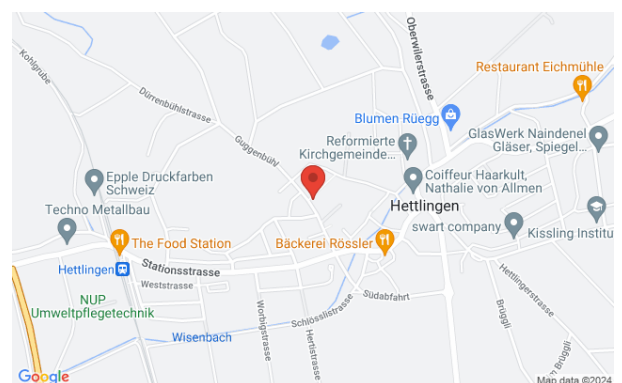 Kohlgrube
Oberwilerstrasse
Restaurant Eichmühle
Dürrenbühlstrasse
Blumen Rüegg
Guggenbühlv
Reformierte
Kirchgemeinde...
GlasWerk Naindenel
Gläser, Spiegel...
Epple Druckfarben
Schweiz
Coiffeur Haarkult,
Nathalie von Allmen
Techno Metallbau
Hettlingen
swart company
Kissling Institu
The Food Station
Bäckerei Rössler
Hettlingen
Stationsstrasse
Weststrasse
Hettlingerstrasse
NUP
Umweltpflegetechnik
Südabfahrt
Worbigstrasse
Schlösslistrasse
Hertistrasse
Brüggli
Wisenbach
m Brüggli
Google
Map data ©2024